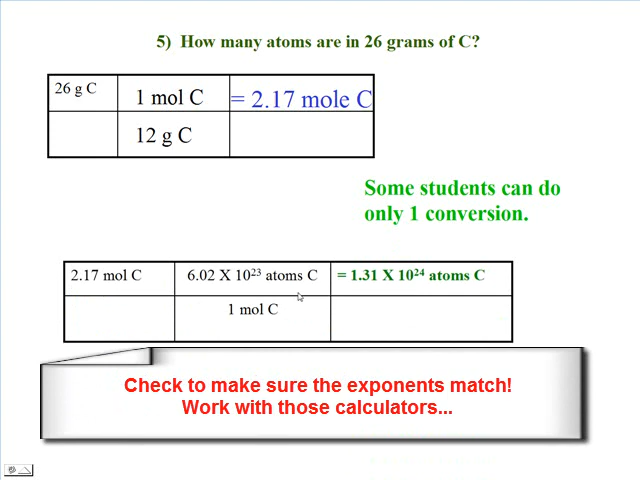 5) How many atoms are in 26 grams of C?
26 g C 1 mol C = 2.17 mole C
12 g C
Some students can do
only 1 conversion.
2.17 mol C 6.02 X 10²³ atoms C = 1.31 X 10²⁴ atoms C
1 mol C
Check to make sure the exponents match!
Work with those calculators...